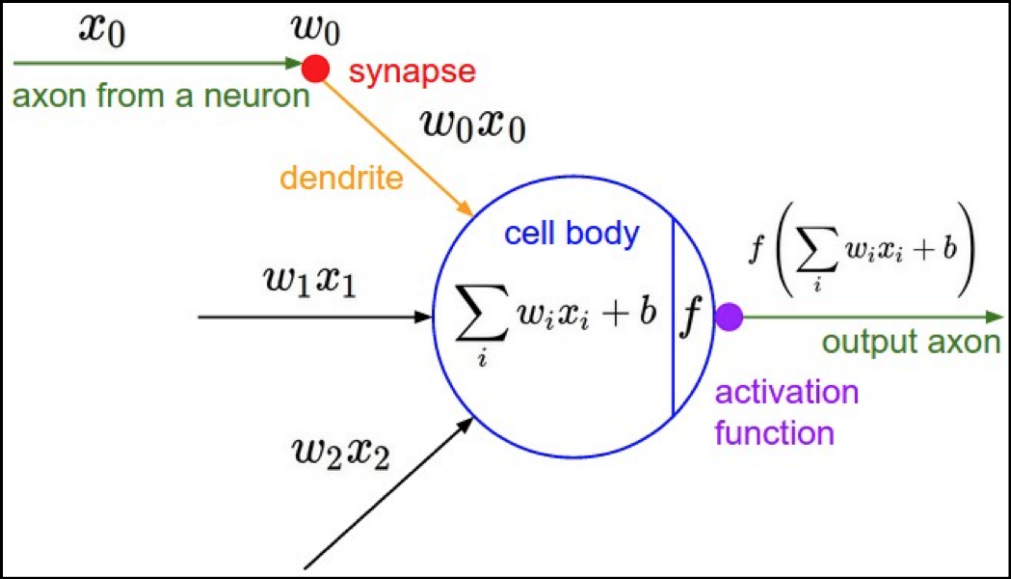 x₀
w₀
axon from a neuron
synapse
w₀x₀
dendrite
cell body
w₁x₁
∑ᵢ wᵢxᵢ + b
f
f(∑ᵢ wᵢxᵢ + b)
output axon
activation
function
w₂x₂